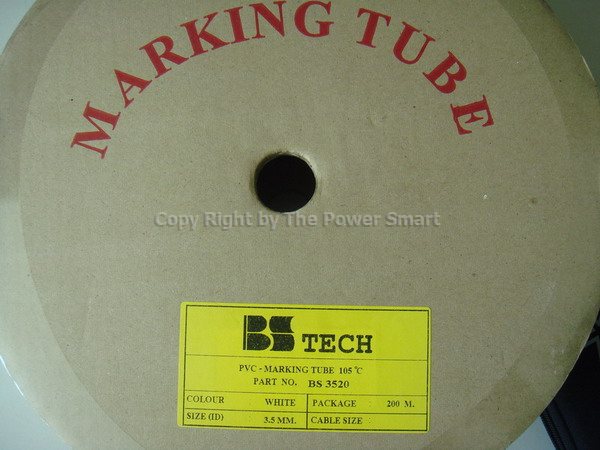 MARKING TUBE
Copy Right by The Power Smart
BS TECH
PVC - MARKING TUBE 105 °C
PART NO. BS 3520
COLOUR WHITE PACKAGE 200 M.
SIZE (ID) 3.5 MM. CABLE SIZE